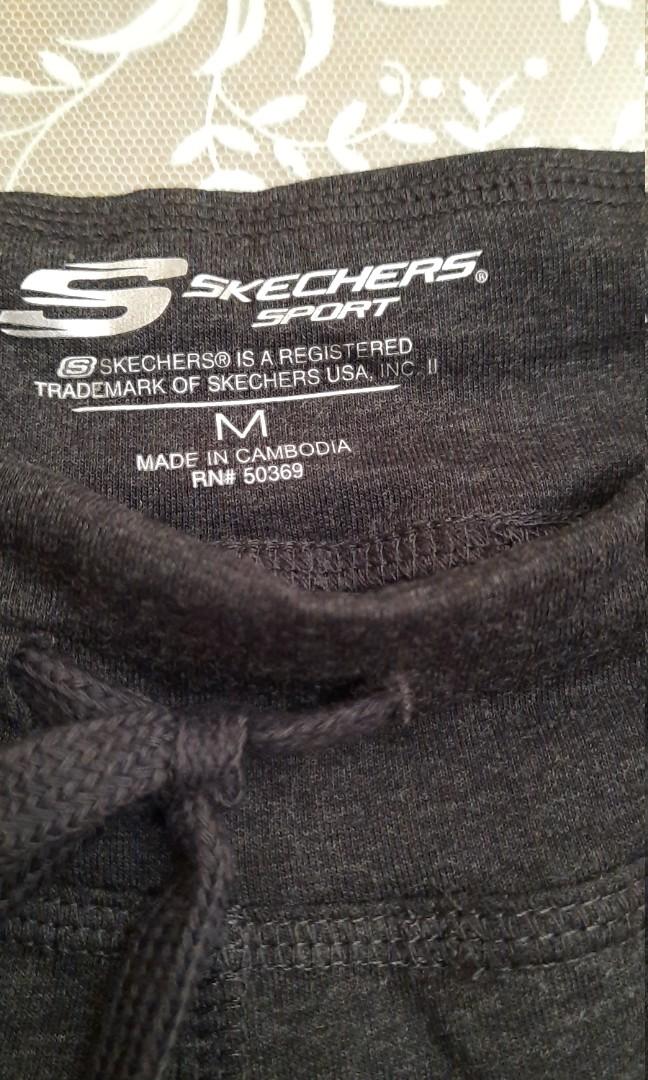 SKECHERS®
SPORT
S SKECHERS® IS A REGISTERED
TRADEMARK OF SKECHERS USA, INC. II
M
MADE IN CAMBODIA
RN# 50369